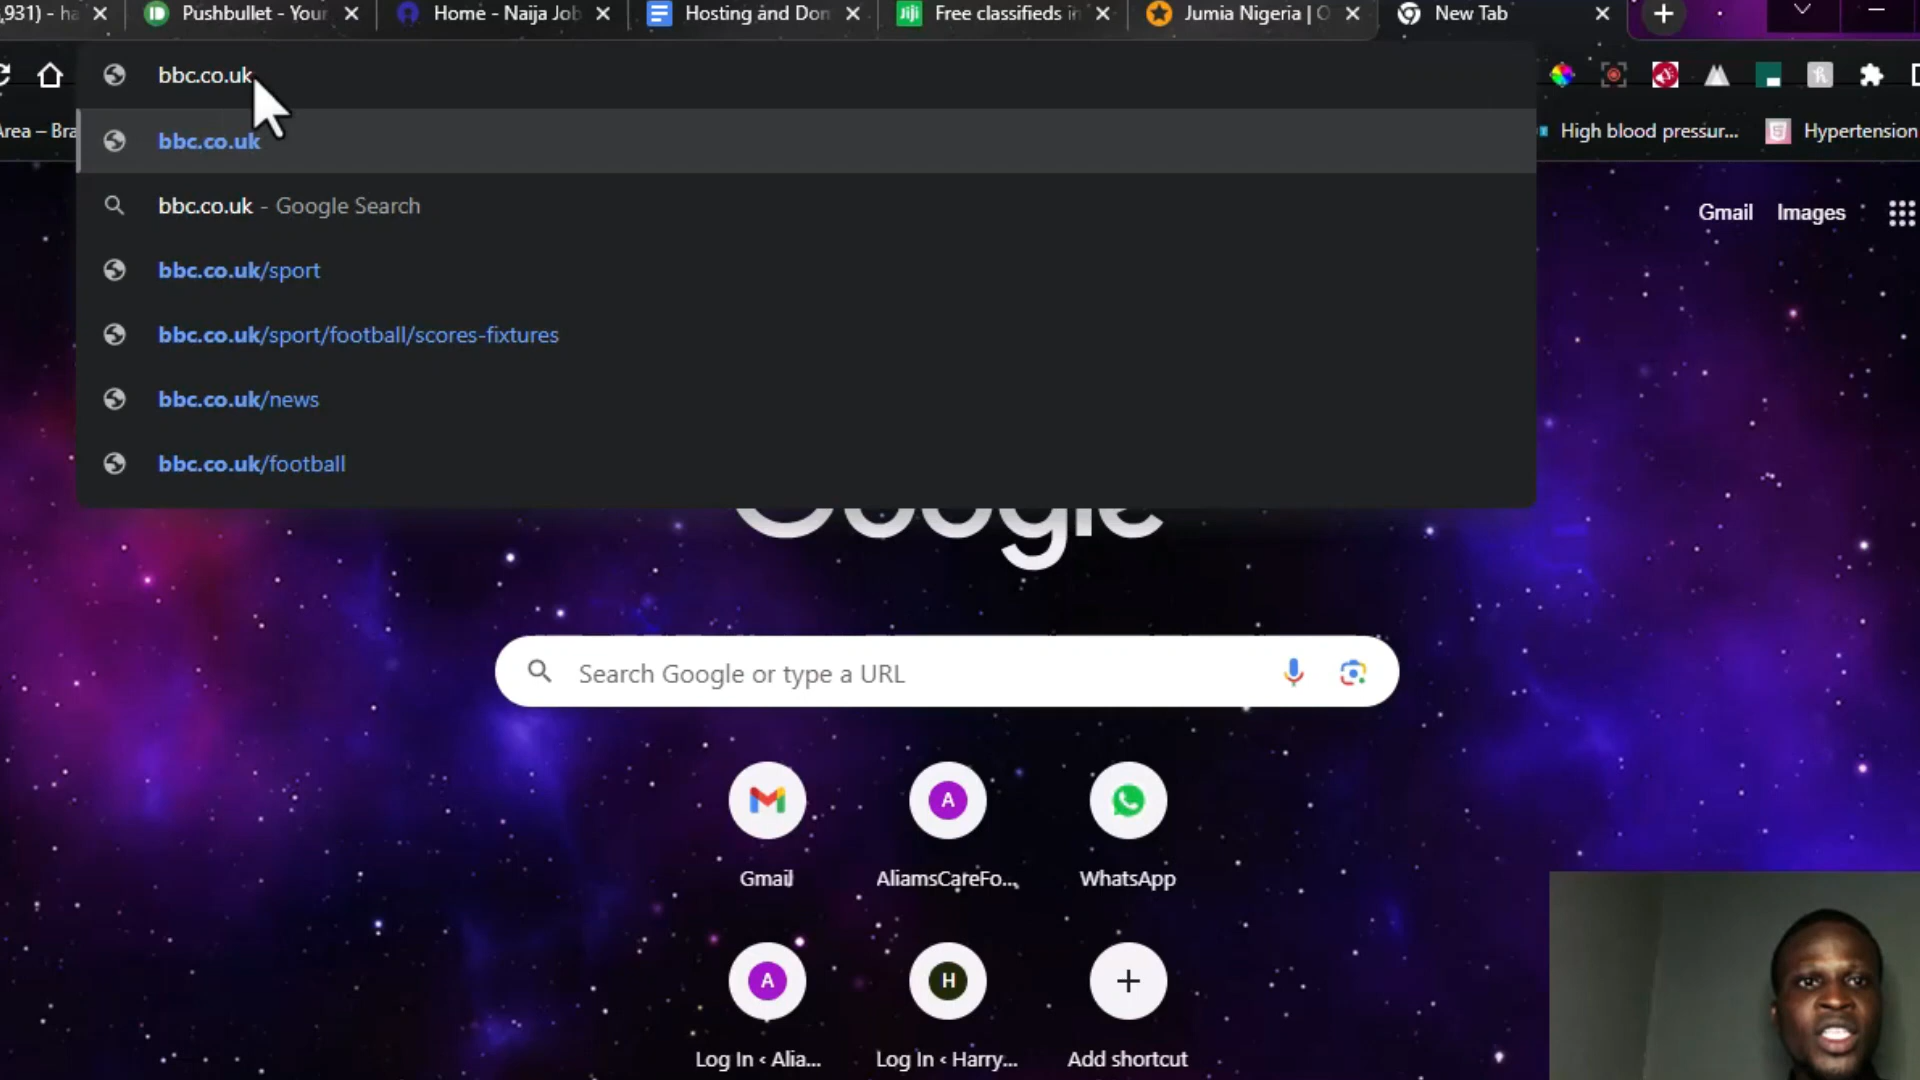 ,931) - ha Pushbullet - Your Home - Naija Job Hosting and Don Free classifieds in Jumia Nigeria | O New Tab
bbc.co.uk
Area – Bra High blood pressur... Hypertension
bbc.co.uk
bbc.co.uk - Google Search
Gmail Images
bbc.co.uk/sport
bbc.co.uk/sport/football/scores-fixtures
bbc.co.uk/news
bbc.co.uk/football
Google
Search Google or type a URL
Gmail AliamsCareFo... WhatsApp
A H
Log In ‹ Alia... Log In ‹ Harry... Add shortcut